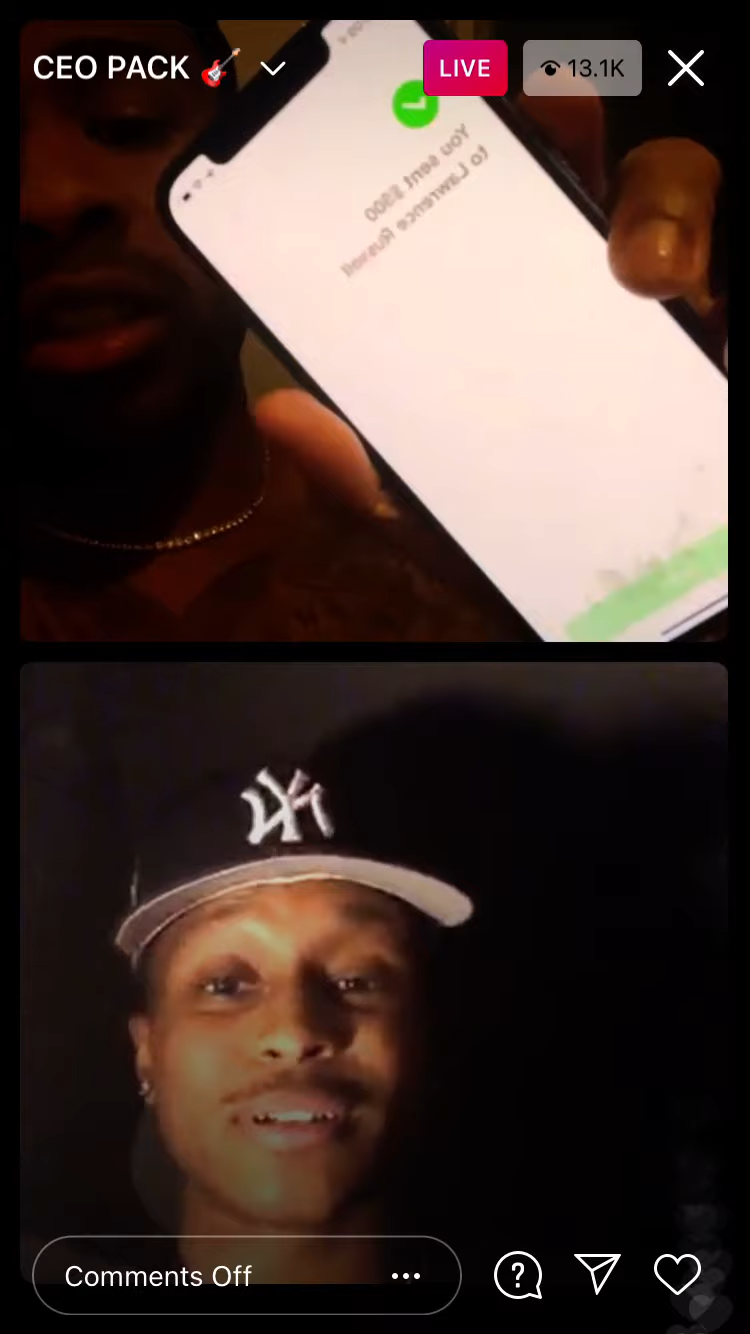 CEO PACK 🎸
LIVE
13.1K
You sent $500
to Lawrence Russell
NY
Comments Off